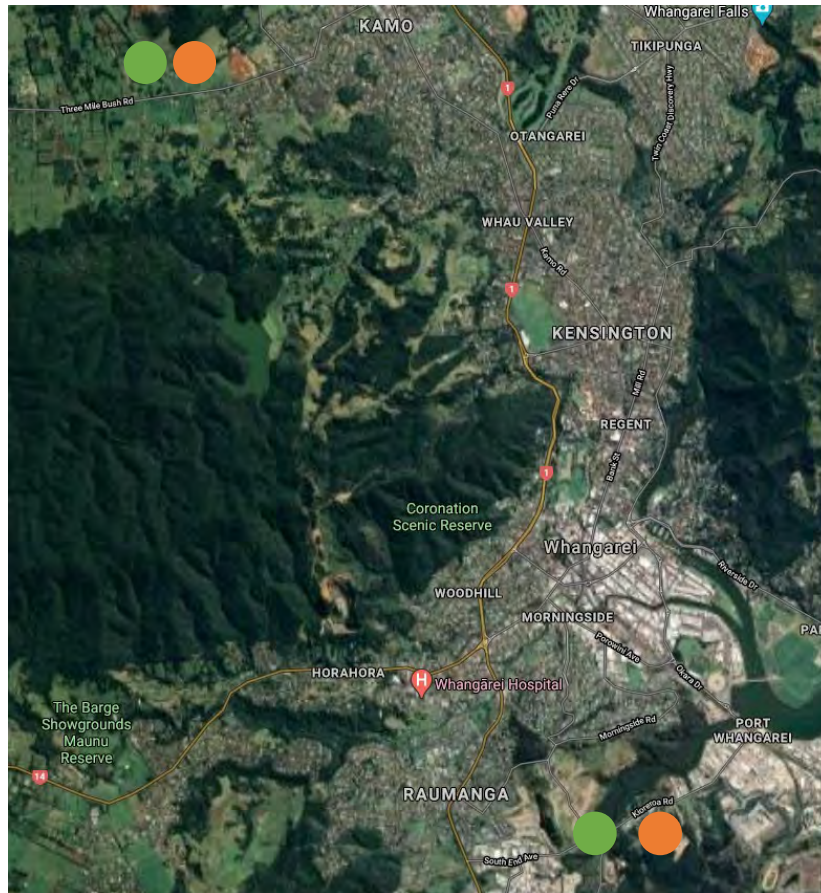 Whangarei Falls
KAMO
TIKIPUNGA
1
Puna Rere Dr
Twin Coast Discovery Hwy
Three Mile Bush Rd
OTANGAREI
WHAU VALLEY
Kamo Rd
1
KENSINGTON
Mill Rd
REGENT
Bank St
1
Coronation
Scenic Reserve
Whangarei
Riverside Dr
WOODHILL
MORNINGSIDE
PA
Porowini Ave
HORAHORA
H
Whangārei Hospital
Okara Dr
The Barge
Showgrounds
Maunu
Reserve
Morningside Rd
PORT
WHANGAREI
14
RAUMANGA
Kioreroa Rd
South End Ave